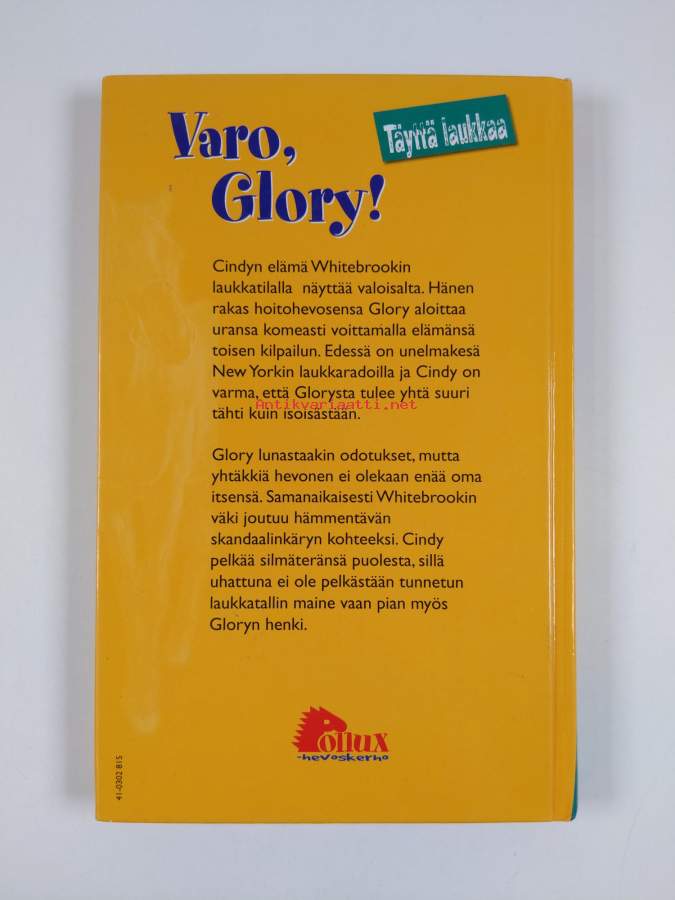 Varo,
Glory!
Täyttä laukkaa
Cindyn elämä Whitebrookin
laukkatilalla näyttää valoisalta. Hänen
rakas hoitohevosensa Glory aloittaa
uransa komeasti voittamalla elämänsä
toisen kilpailun. Edessä on unelmakesä
New Yorkin laukkaradoilla ja Cindy on
varma, että Glorysta tulee yhtä suuri
Antikvariaatti.net
tähti kuin isoisästään.
Glory lunastaakin odotukset, mutta
yhtäkkiä hevonen ei olekaan enää oma
itsensä. Samanaikaisesti Whitebrookin
väki joutuu hämmentävän
skandaalinkäryn kohteeksi. Cindy
pelkää silmäteränsä puolesta, sillä
uhattuna ei ole pelkästään tunnetun
laukkatallin maine vaan pian myös
Gloryn henki.
Pollux
-hevoskerho
41-0302 815